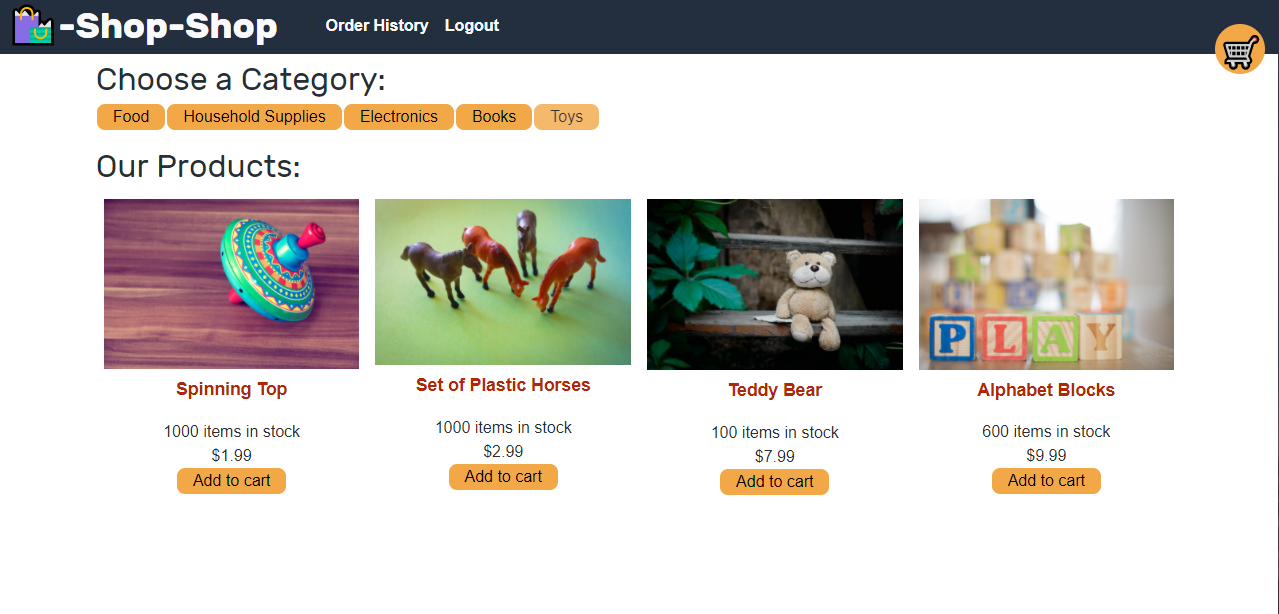 -Shop-Shop
Order History Logout
Choose a Category:
Food Household Supplies Electronics Books Toys
Our Products:
PLAY
Spinning Top Set of Plastic Horses Teddy Bear Alphabet Blocks
1000 items in stock 1000 items in stock 100 items in stock 600 items in stock
$1.99 $2.99 $7.99 $9.99
Add to cart Add to cart Add to cart Add to cart